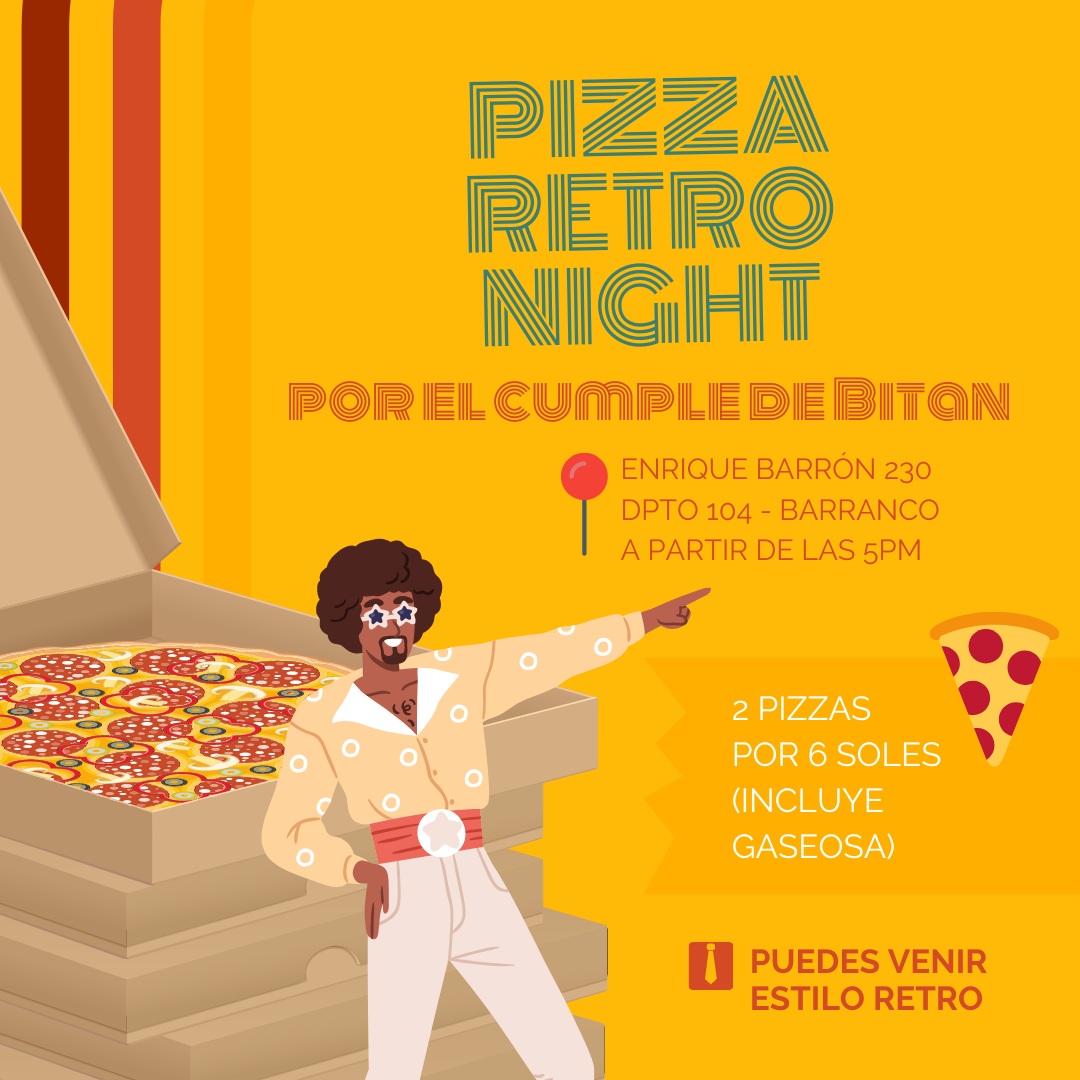 PIZZA
RETRO
NIGHT
POR EL CUMPLE DE BITAN
ENRIQUE BARRÓN 230
DPTO 104 - BARRANCO
A PARTIR DE LAS 5PM
2 PIZZAS
POR 6 SOLES
(INCLUYE
GASEOSA)
PUEDES VENIR
ESTILO RETRO